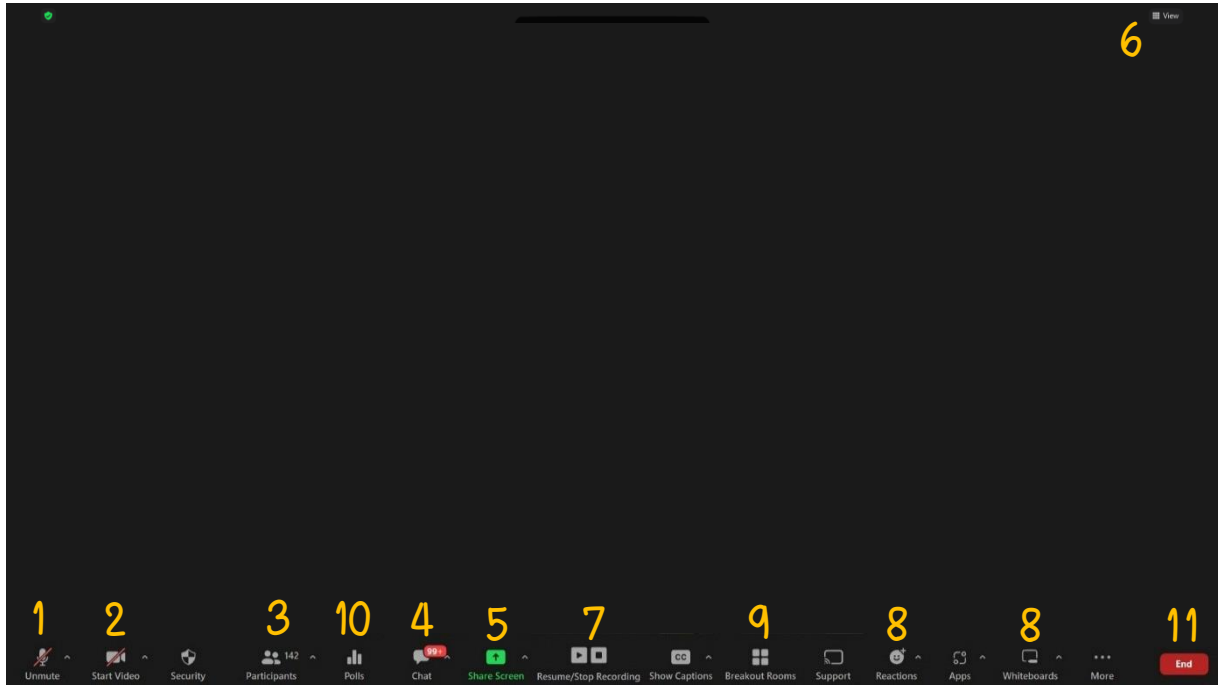 View
6
1 2 3 10 4 5 7 9 8 8 11
142 99+ CC End
Unmute Start Video Security Participants Polls Chat Share Screen Resume/Stop Recording Show Captions Breakout Rooms Support Reactions Apps Whiteboards More